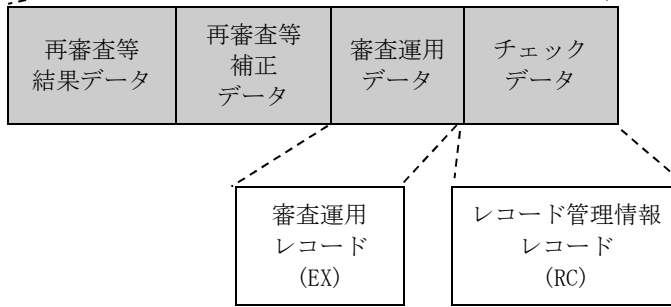 再審査等
結果データ
再審査等
補正
データ
審査運用
データ
チェック
データ
審査運用
レコード
(EX)
レコード管理情報
レコード
(RC)